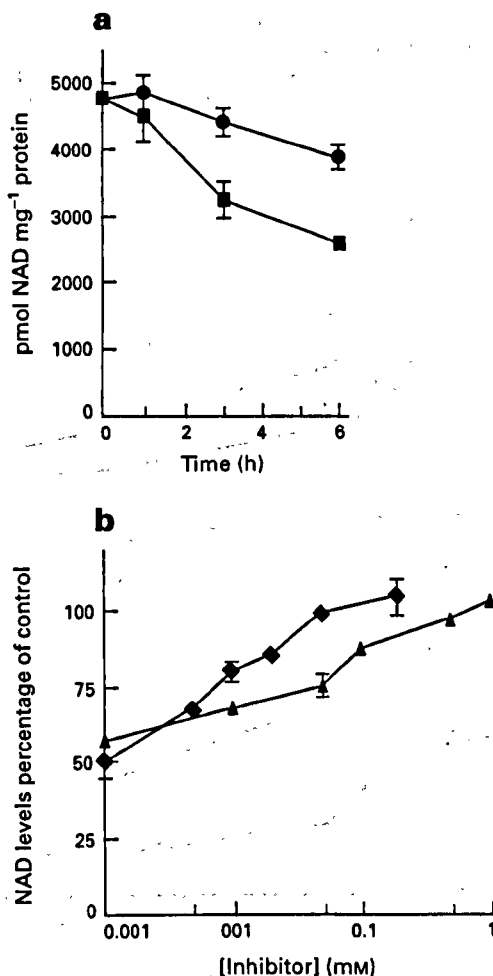 a
pmol NAD mg⁻¹ protein
5000
4000
3000
2000
1000
0
0 2 4 6
Time (h)
b
NAD levels percentage of control
100
75
50
25
0
0.001 001 0.1 1
[Inhibitor] (mM)